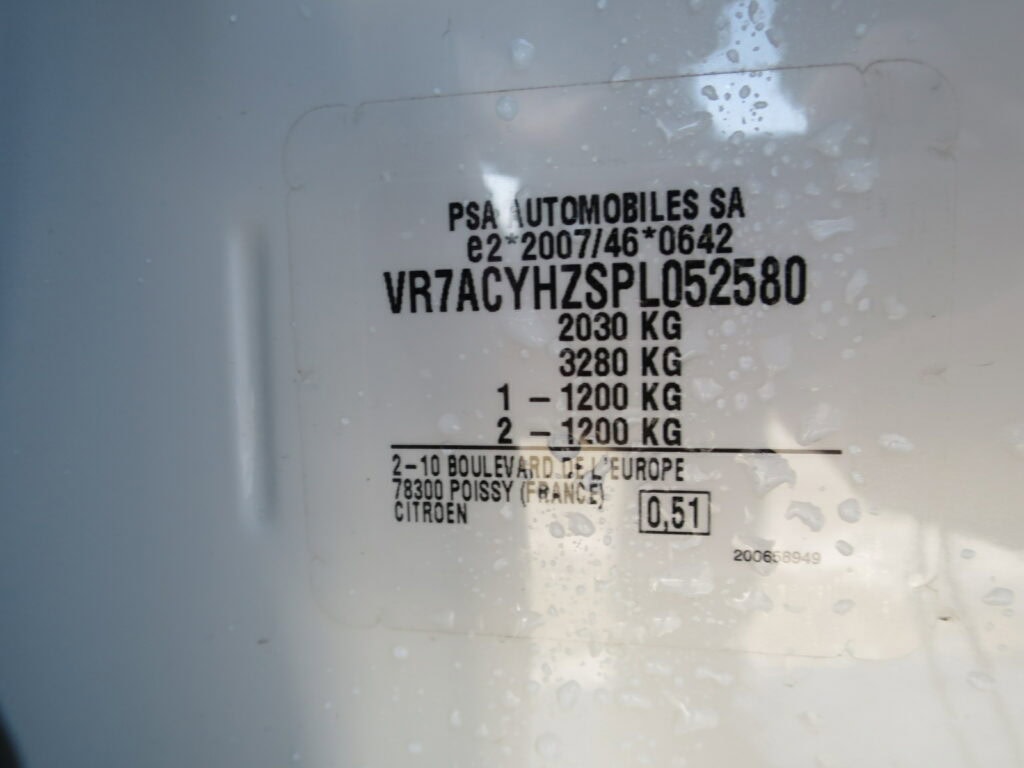 PSA AUTOMOBILES SA
e2*2007/46*0642
VR7ACYHZSPL052580
2030 KG
3280 KG
1 - 1200 KG
2 - 1200 KG
2-10 BOULEVARD DE L'EUROPE
78300 POISSY (FRANCE)
CITROEN
0,51
200658949